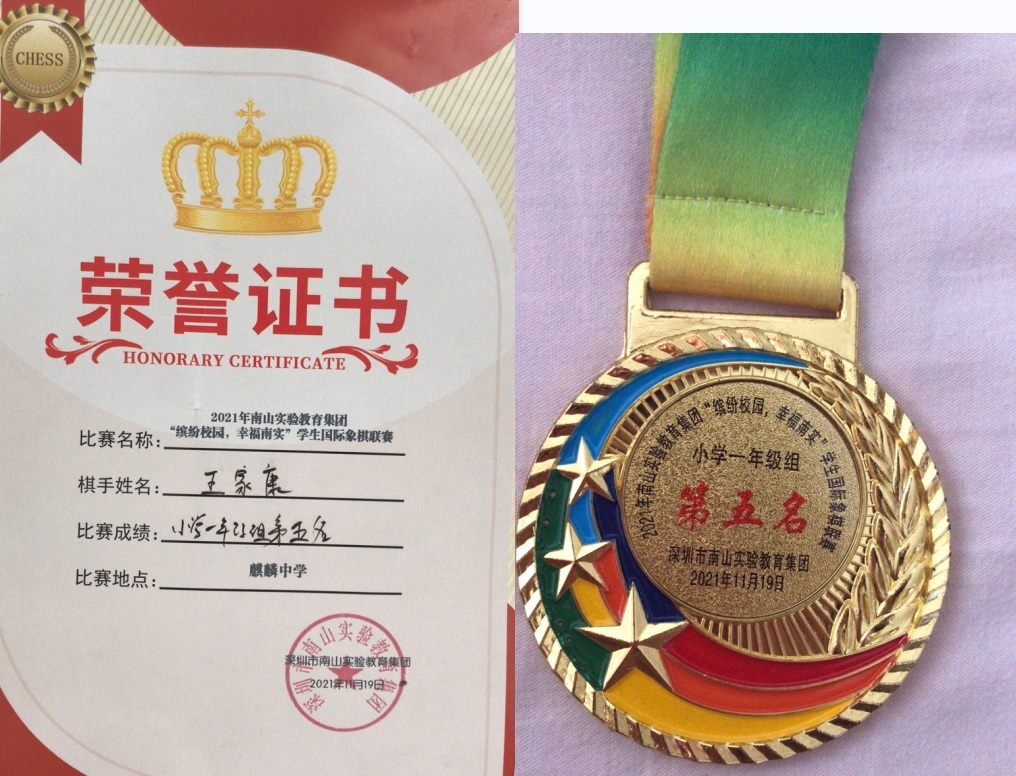 CHESS
荣誉证书
HONORARY CERTIFICATE
2021年南山实验教育集团
比赛名称：“缤纷校园，幸福南实”学生国际象棋联赛
棋手姓名：王家康
比赛成绩：小学一年级组第五名
比赛地点：麒麟中学
深圳市南山实验教育集团
深圳市南山实验教育集团
2021年11月19日
2021年南山实验教育集团“缤纷校园，幸福南实”学生国际象棋联赛
小学一年级组
第五名
深圳市南山实验教育集团
2021年11月19日